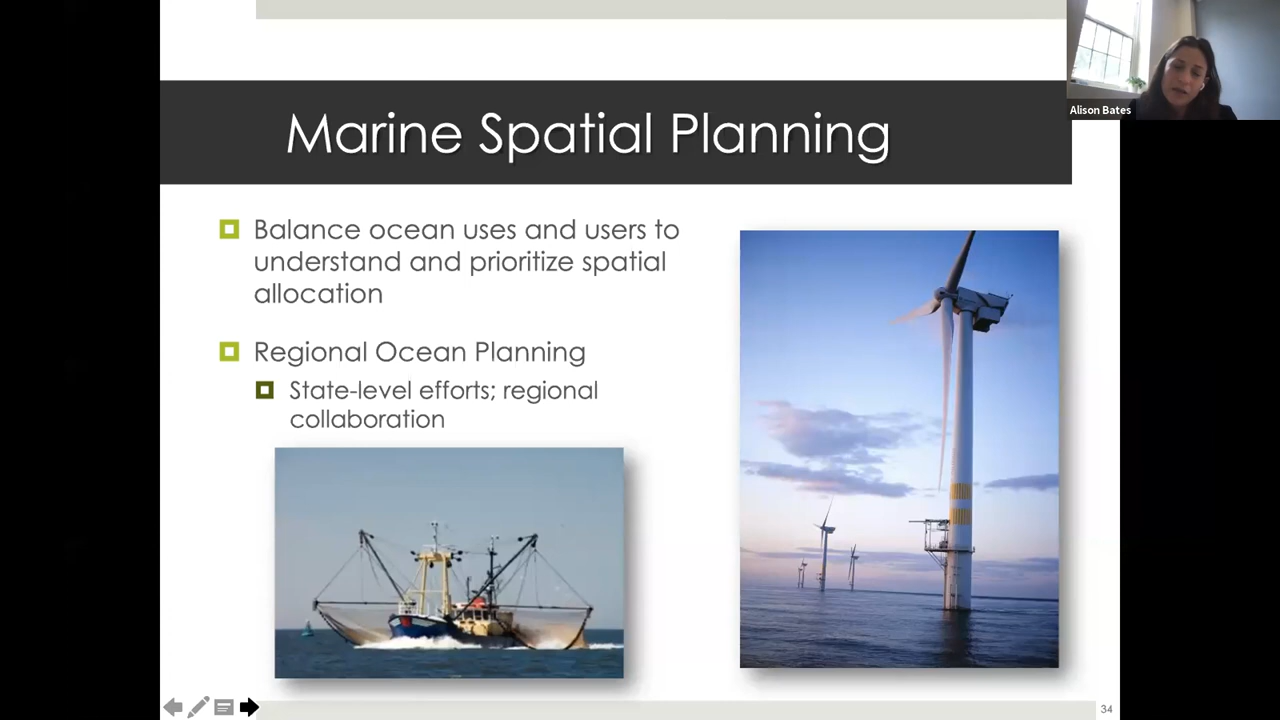 Alison Bates
Marine Spatial Planning
Balance ocean uses and users to
understand and prioritize spatial
allocation
Regional Ocean Planning
State-level efforts; regional
collaboration
34